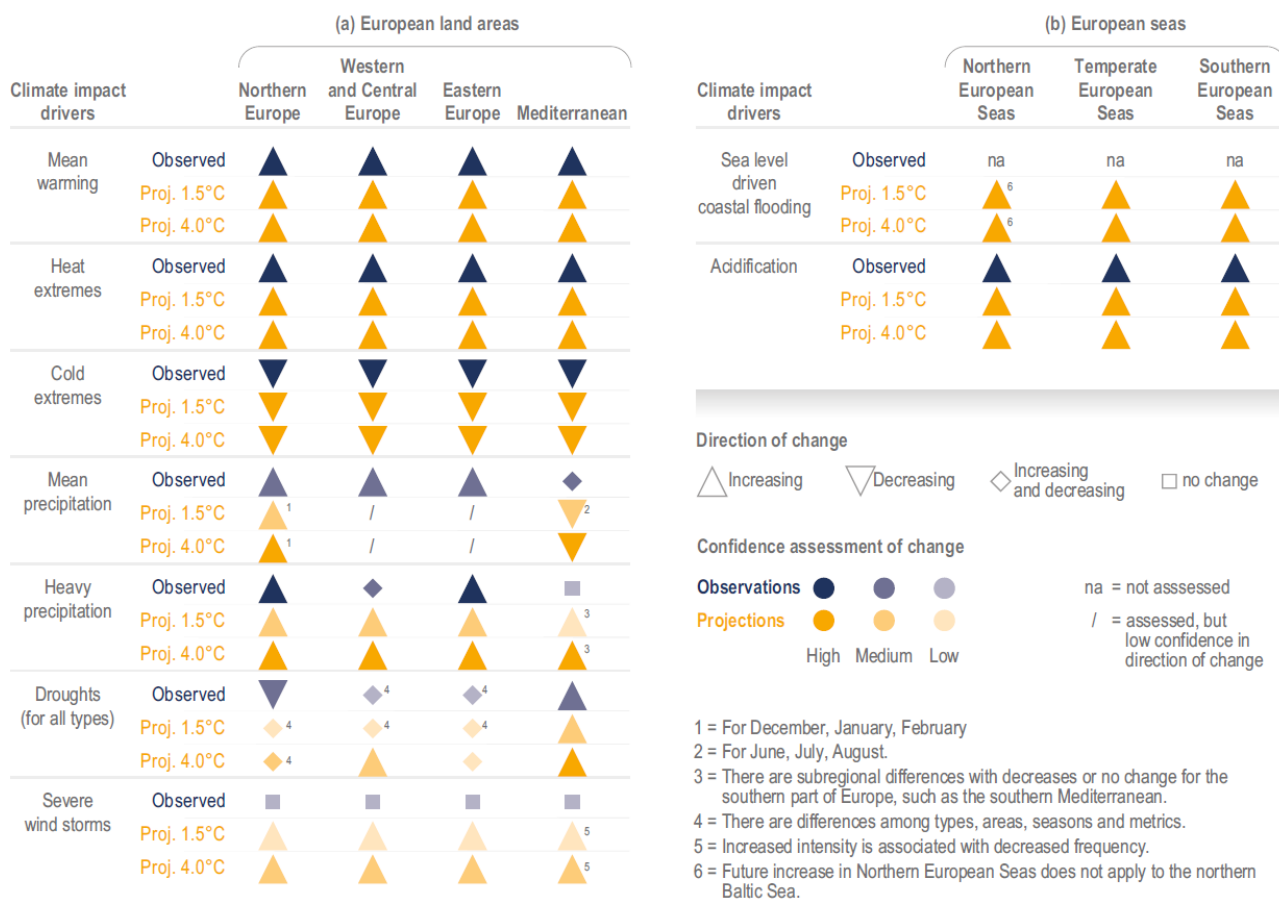 (a) European land areas
Climate impact drivers
Northern Europe
Western and Central Europe
Eastern Europe
Mediterranean
Mean warming
Observed
Proj. 1.5°C
Proj. 4.0°C
Heat extremes
Observed
Proj. 1.5°C
Proj. 4.0°C
Cold extremes
Observed
Proj. 1.5°C
Proj. 4.0°C
Mean precipitation
Observed
Proj. 1.5°C 1 / / 2
Proj. 4.0°C 1 / /
Heavy precipitation
Observed
Proj. 1.5°C 3
Proj. 4.0°C 3
Droughts (for all types)
Observed 4 4
Proj. 1.5°C 4 4 4
Proj. 4.0°C 4
Severe wind storms
Observed
Proj. 1.5°C 5
Proj. 4.0°C 5
(b) European seas
Climate impact drivers
Northern European Seas
Temperate European Seas
Southern European Seas
Sea level driven coastal flooding
Observed na na na
Proj. 1.5°C 6
Proj. 4.0°C 6
Acidification
Observed
Proj. 1.5°C
Proj. 4.0°C
Direction of change
Increasing
Decreasing
Increasing and decreasing
no change
Confidence assessment of change
Observations
Projections
High Medium Low
na = not asssessed
/ = assessed, but
low confidence in
direction of change
1 = For December, January, February
2 = For June, July, August.
3 = There are subregional differences with decreases or no change for the
southern part of Europe, such as the southern Mediterranean.
4 = There are differences among types, areas, seasons and metrics.
5 = Increased intensity is associated with decreased frequency.
6 = Future increase in Northern European Seas does not apply to the northern
Baltic Sea.